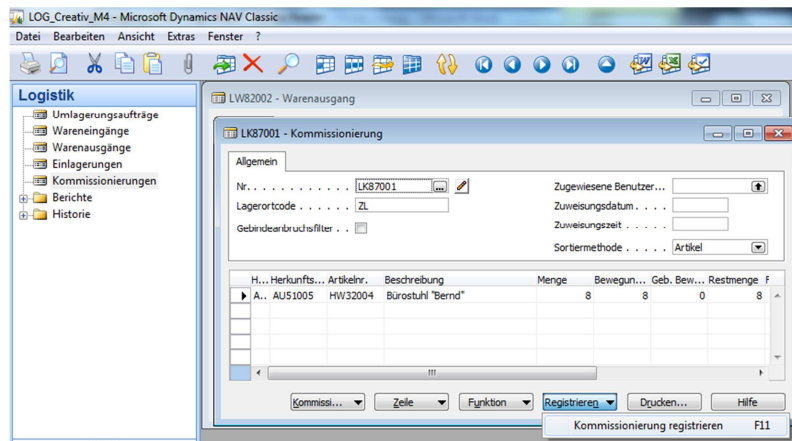 LOG_Creativ_M4 - Microsoft Dynamics NAV Classic
Datei Bearbeiten Ansicht Extras Fenster ?
Logistik
Umlagerungsaufträge
Wareneingänge
Warenausgänge
Einlagerungen
Kommissionierungen
Berichte
Historie
LW82002 - Warenausgang
LK87001 - Kommissionierung
Allgemein
Nr. . . . . . . . . . . . . LK87001 ... Zugewiesene Benutzer...
Lagerortcode . . . . . . ZL Zuweisungsdatum . . . .
Gebindeanbruchsfilter . . Zuweisungszeit . . . . .
Sortiermethode . . . . . Artikel
H... Herkunfts... Artikelnr. Beschreibung Menge Bewegun... Geb. Bew... Restmenge F
A.. AU51005 HW32004 Bürostuhl "Bernd" 8 8 0 8
Kommissi... Zeile Funktion Registrieren Drucken... Hilfe
Kommissionierung registrieren F11